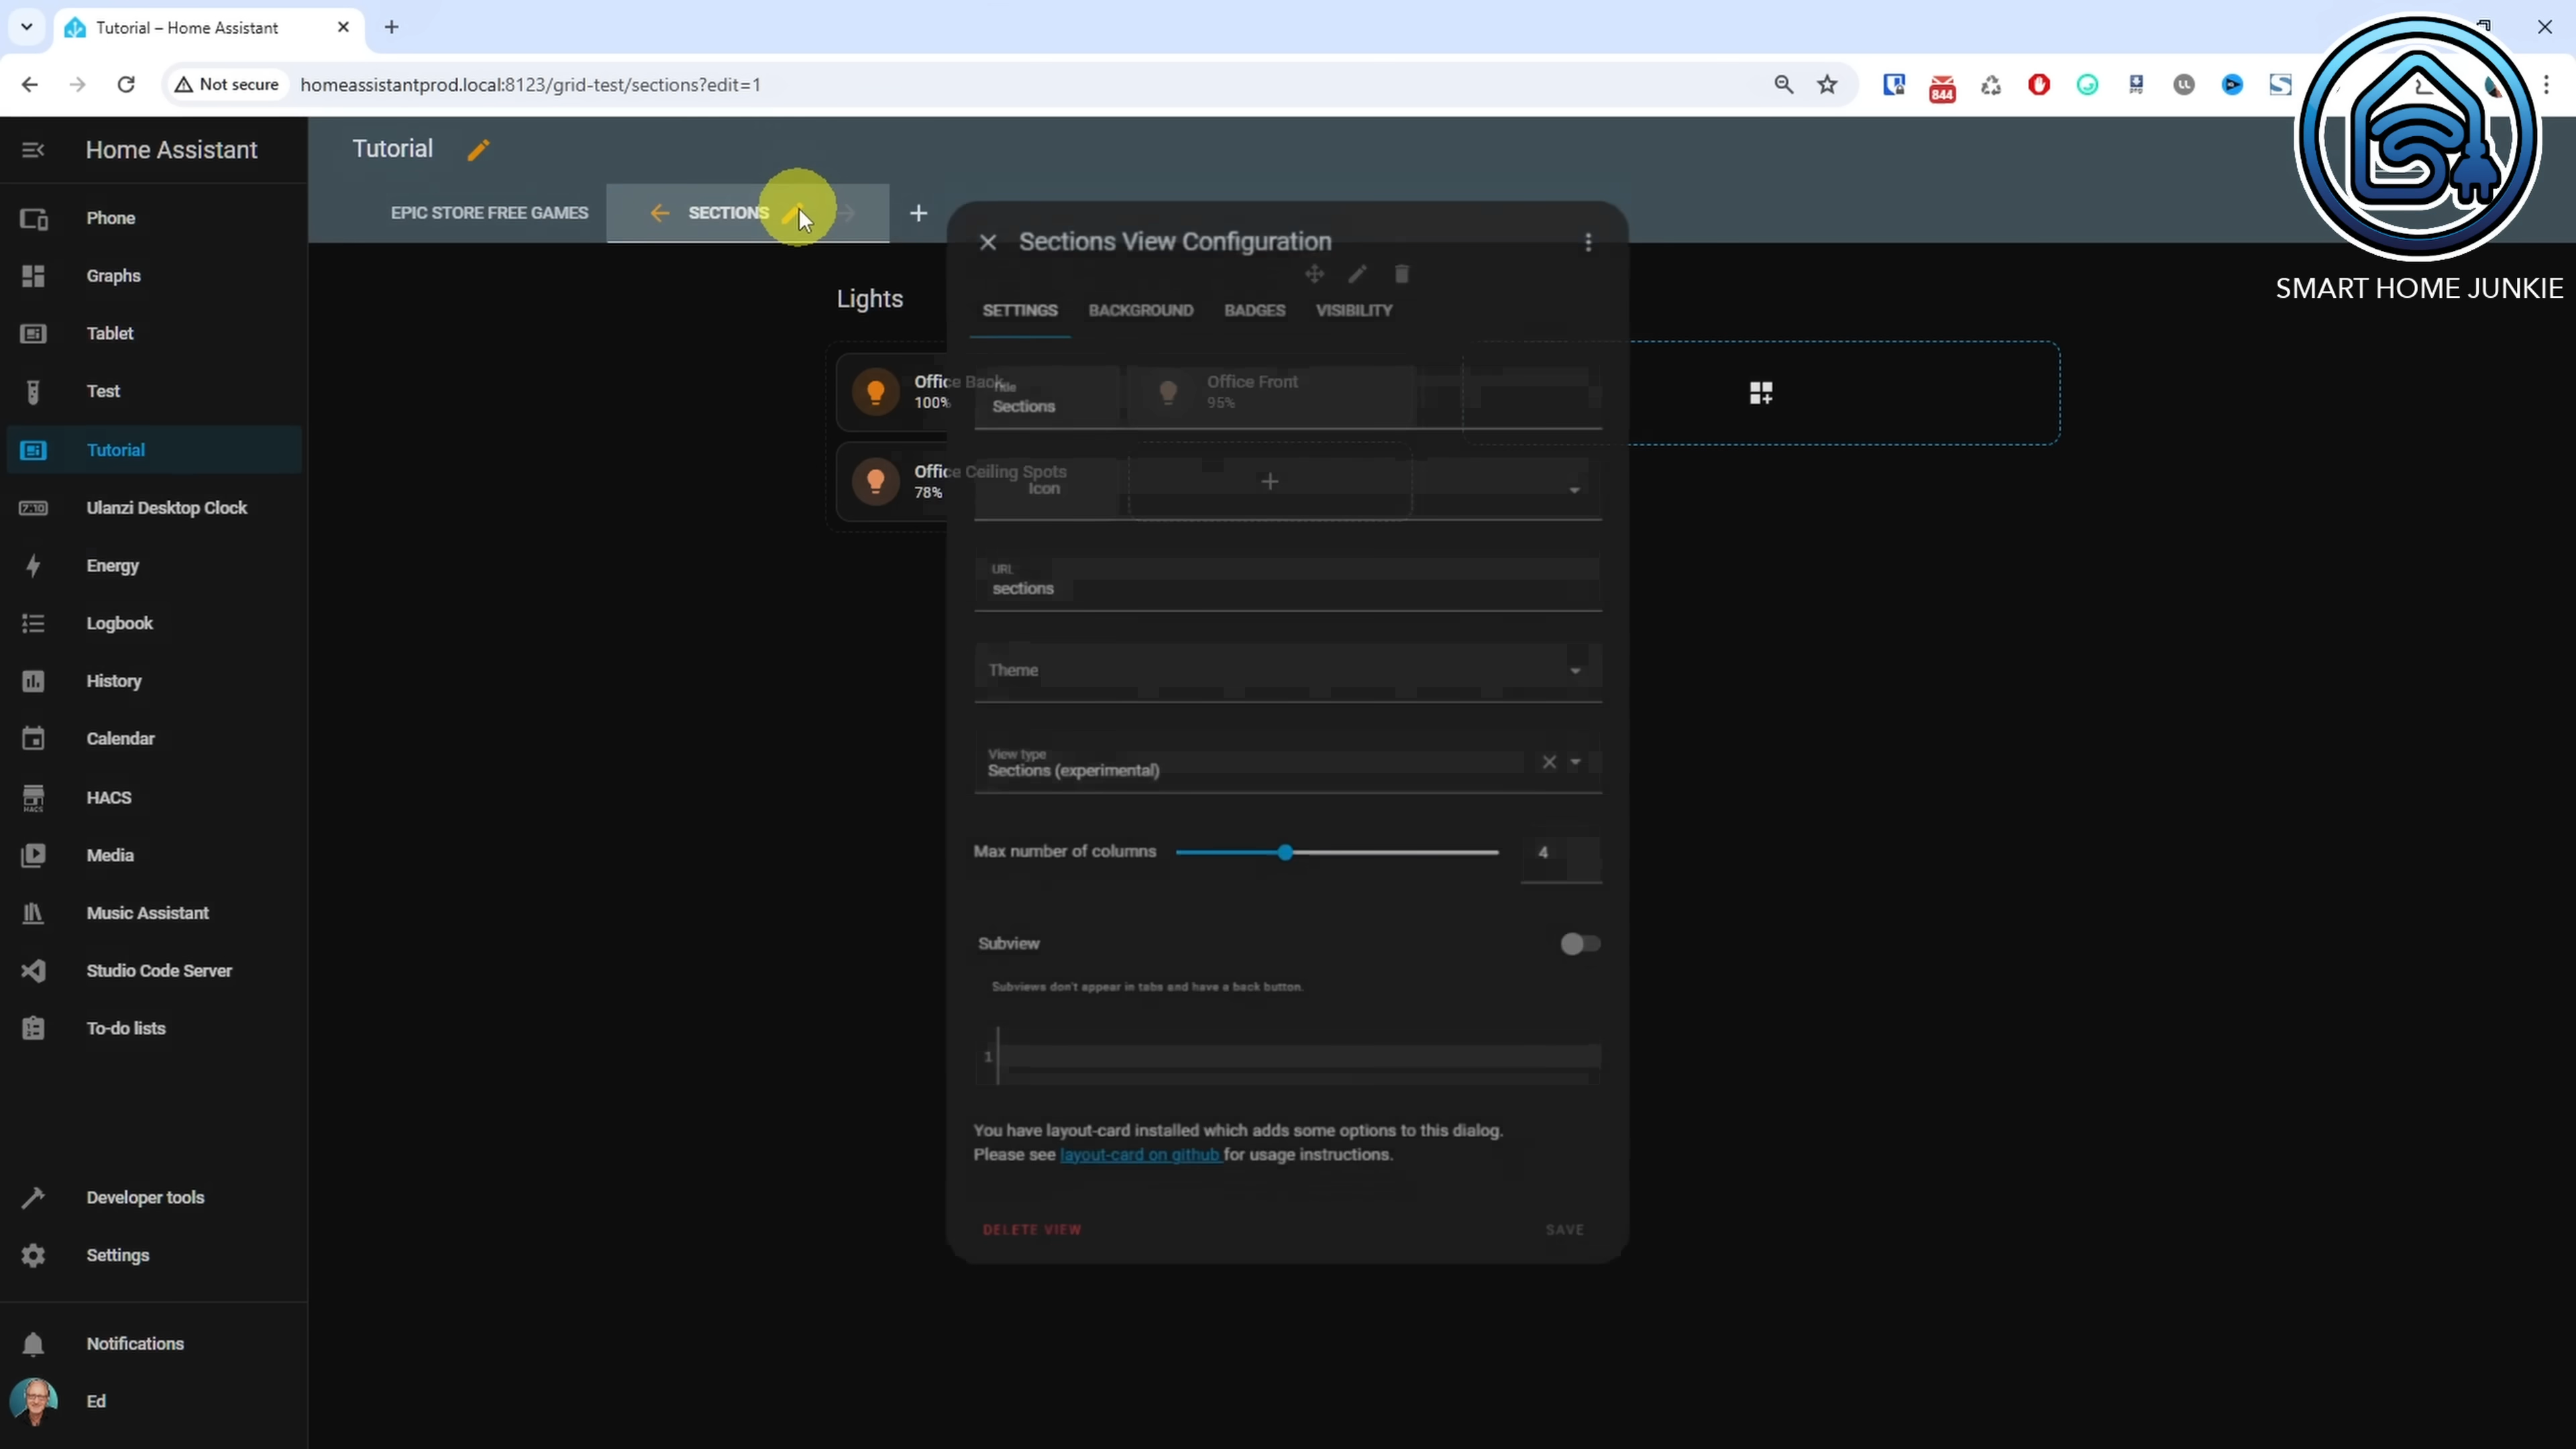 Tutorial – Home Assistant
Not secure
homeassistantprod.local:8123/grid-test/sections?edit=1
844
Home Assistant
Tutorial
EPIC STORE FREE GAMES
SECTIONS
SMART HOME JUNKIE
Phone
Graphs
Tablet
Test
Tutorial
Ulanzi Desktop Clock
Energy
Logbook
History
Calendar
HACS
Media
Music Assistant
Studio Code Server
To-do lists
Developer tools
Settings
Notifications
Ed
Lights
Office Back
100%
Office Front
95%
Office Ceiling Spots
78%
Sections View Configuration
SETTINGS
BACKGROUND
BADGES
VISIBILITY
Title
Sections
Icon
URL
sections
Theme
View type
Sections (experimental)
Max number of columns
4
Subview
Subviews don't appear in tabs and have a back button.
1
You have layout-card installed which adds some options to this dialog.
Please see layout-card on github for usage instructions.
DELETE VIEW
SAVE